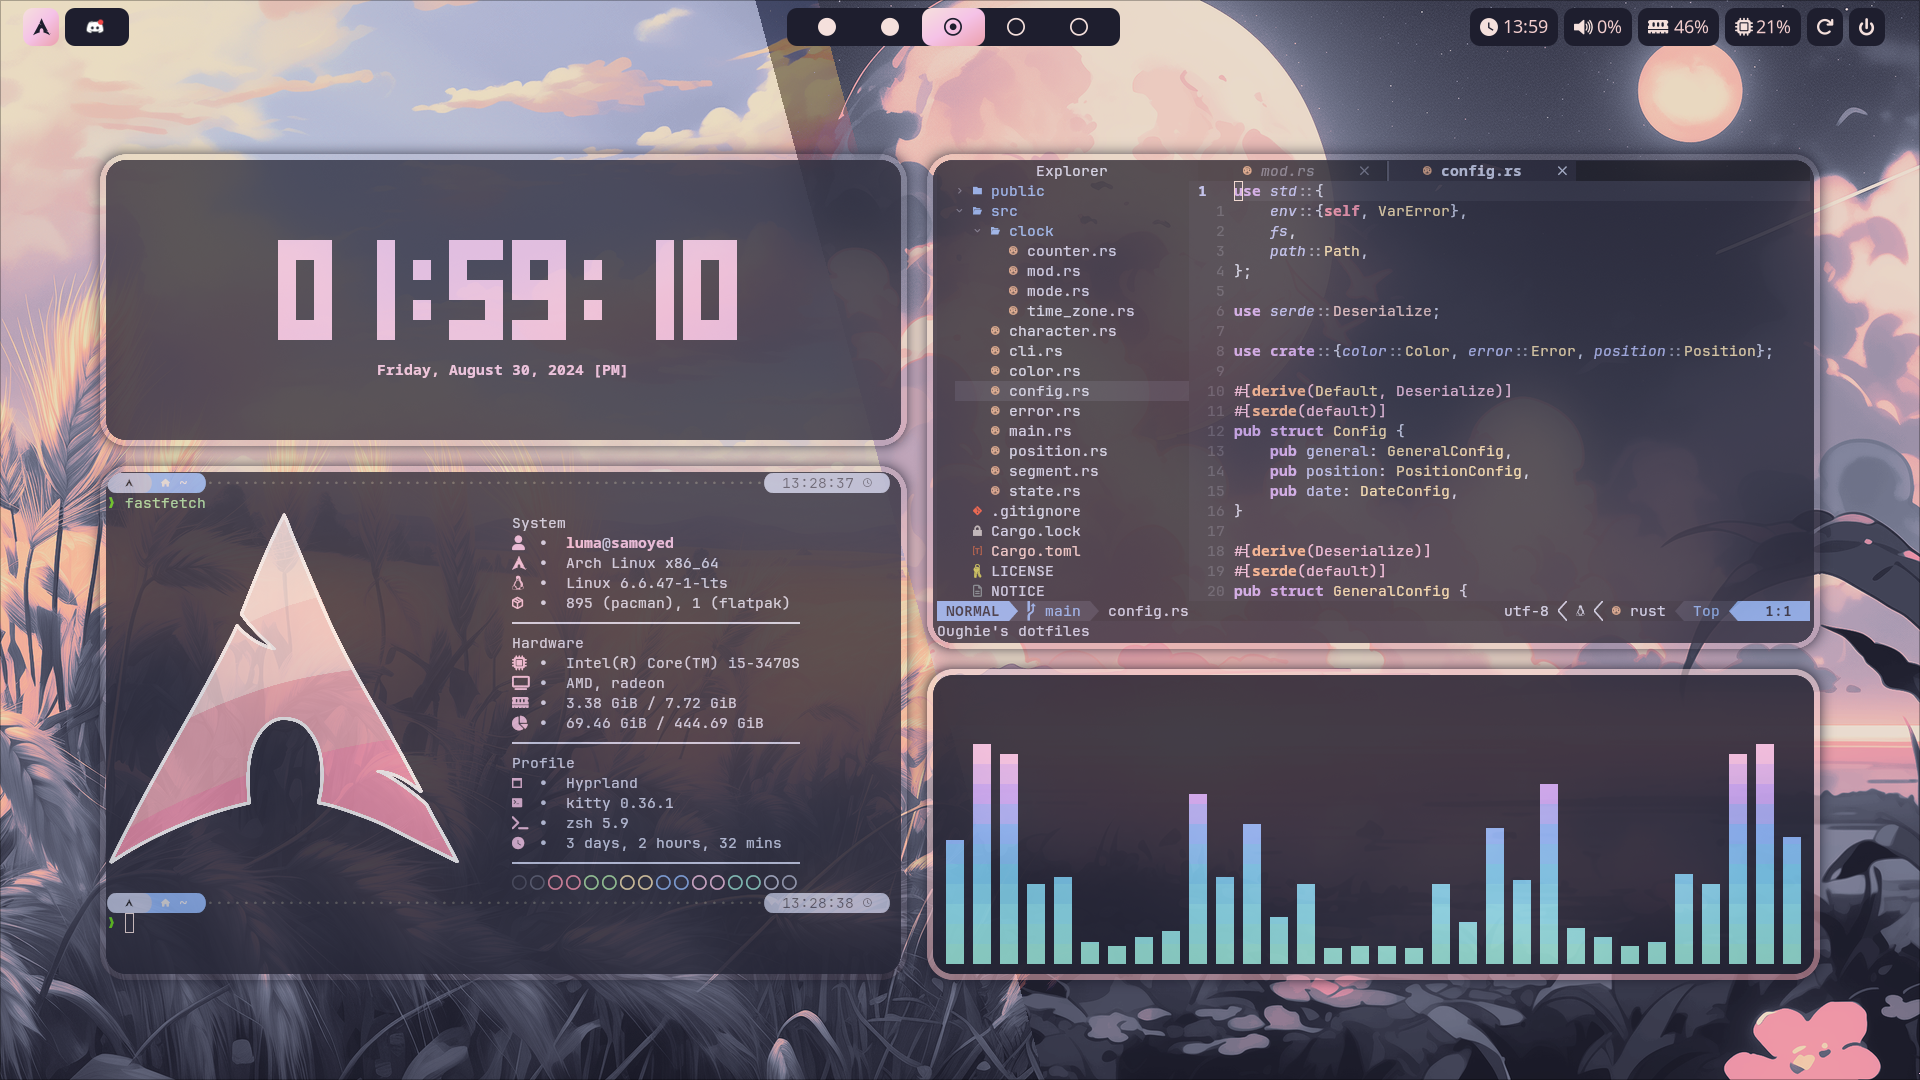 13:59 0% 46% 21%
01:59:10
Friday, August 30, 2024 [PM]
~ 13:28:37
❯ fastfetch
System
• luma@samoyed
• Arch Linux x86_64
• Linux 6.6.47-1-lts
• 895 (pacman), 1 (flatpak)
Hardware
• Intel(R) Core(TM) i5-3470S
• AMD, radeon
• 3.38 GiB / 7.72 GiB
• 69.46 GiB / 444.69 GiB
Profile
• Hyprland
• kitty 0.36.1
• zsh 5.9
• 3 days, 2 hours, 32 mins
~ 13:28:38
❯
Explorer
public
src
clock
counter.rs
mod.rs
mode.rs
time_zone.rs
character.rs
cli.rs
color.rs
config.rs
error.rs
main.rs
position.rs
segment.rs
state.rs
.gitignore
Cargo.lock
Cargo.toml
LICENSE
NOTICE
mod.rs × config.rs ×
1 use std::{
1 env::{self, VarError},
2 fs,
3 path::Path,
4 };
5
6 use serde::Deserialize;
7
8 use crate::{color::Color, error::Error, position::Position};
9
10 #[derive(Default, Deserialize)]
11 #[serde(default)]
12 pub struct Config {
13 pub general: GeneralConfig,
14 pub position: PositionConfig,
15 pub date: DateConfig,
16 }
17
18 #[derive(Deserialize)]
19 #[serde(default)]
20 pub struct GeneralConfig {
NORMAL main config.rs utf-8 rust Top 1:1
Oughie's dotfiles